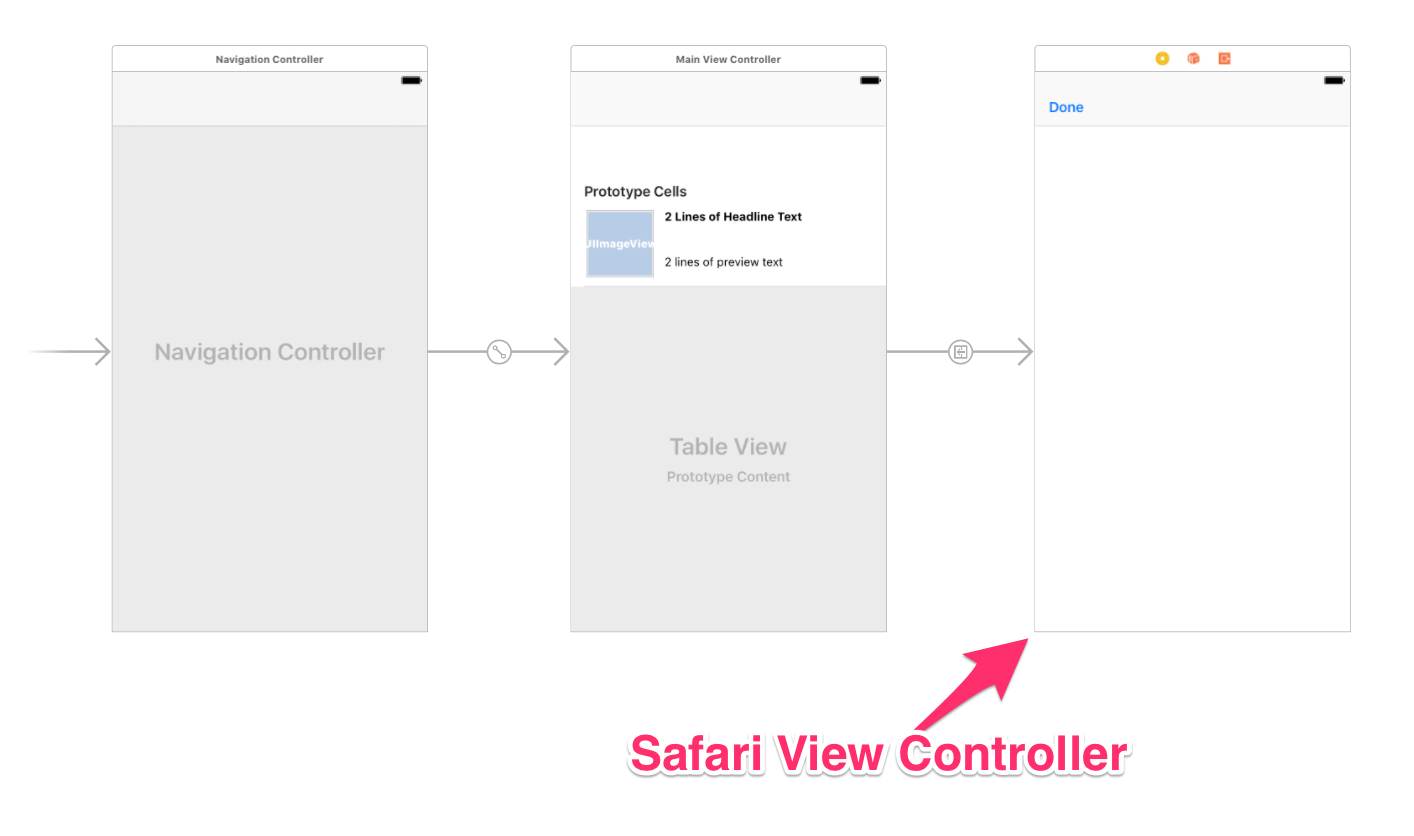 Navigation Controller
Main View Controller
Done
Prototype Cells
2 Lines of Headline Text
UIImageView
2 lines of preview text
Navigation Controller
Table View
Prototype Content
Safari View Controller